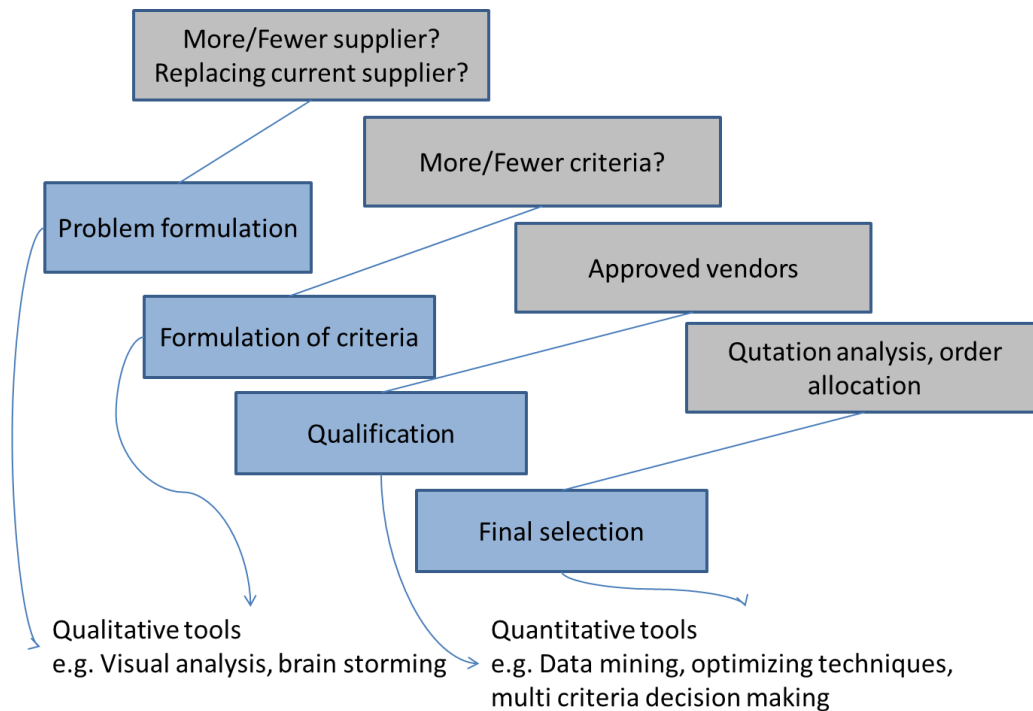 More/Fewer supplier?
Replacing current supplier?
More/Fewer criteria?
Problem formulation
Approved vendors
Formulation of criteria
Qutation analysis, order
allocation
Qualification
Final selection
Qualitative tools
e.g. Visual analysis, brain storming
Quantitative tools
e.g. Data mining, optimizing techniques,
multi criteria decision making